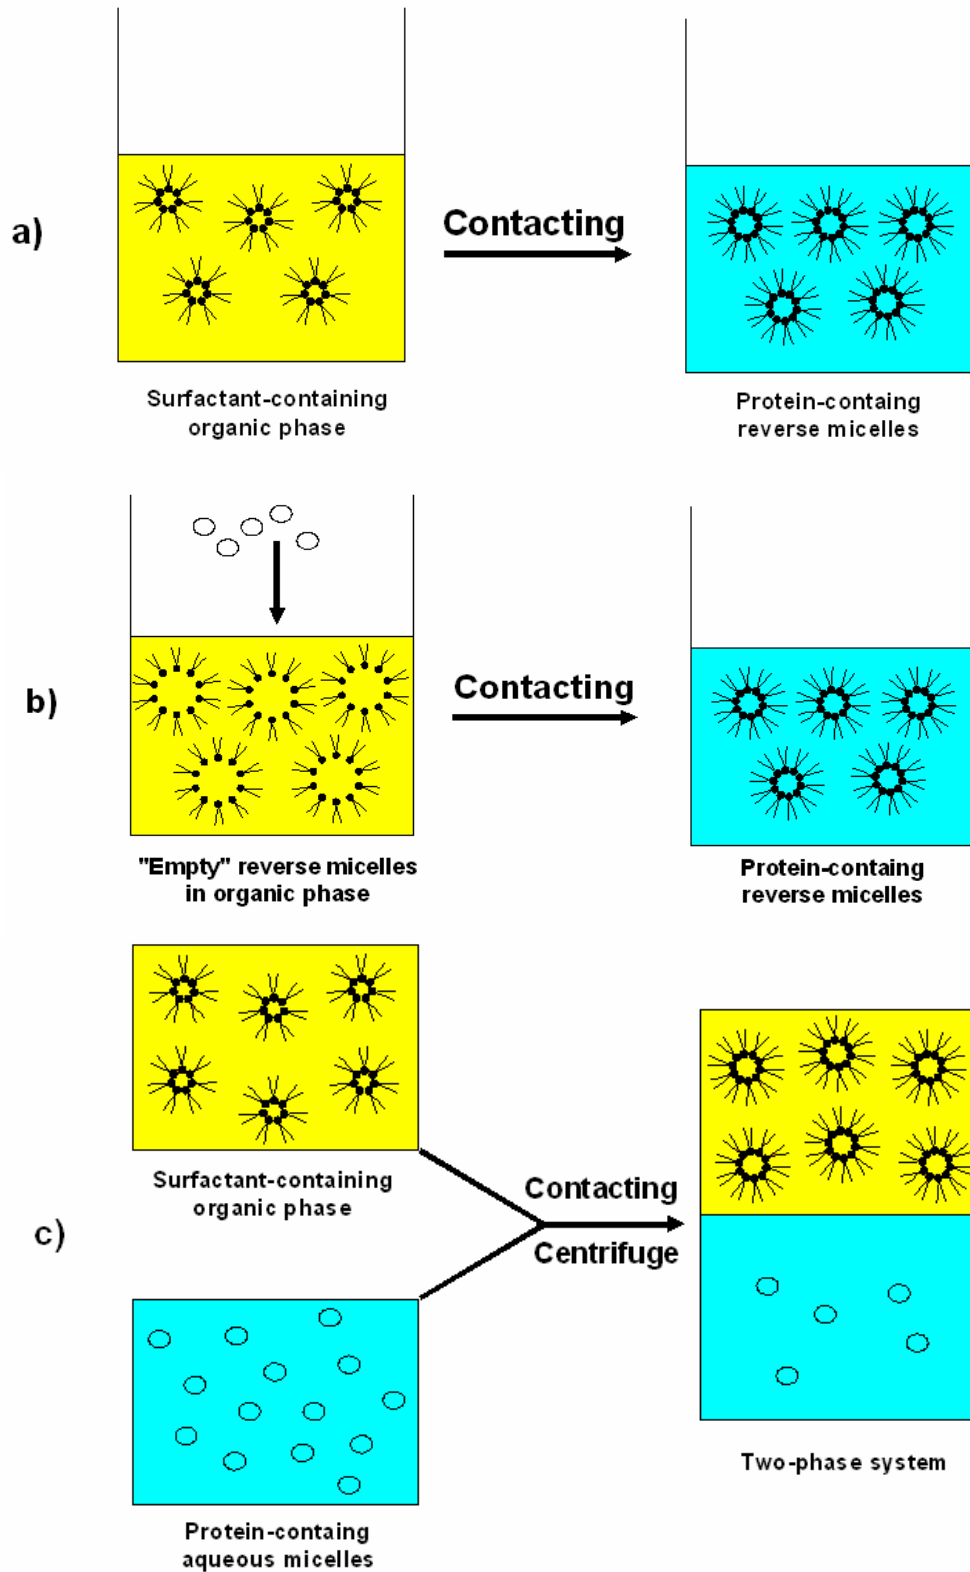 a)
Contacting
Surfactant-containing
organic phase
Protein-containg
reverse micelles
b)
Contacting
"Empty" reverse micelles
in organic phase
Protein-containg
reverse micelles
Surfactant-containing
organic phase
c)
Contacting
Centrifuge
Two-phase system
Protein-containg
aqueous micelles